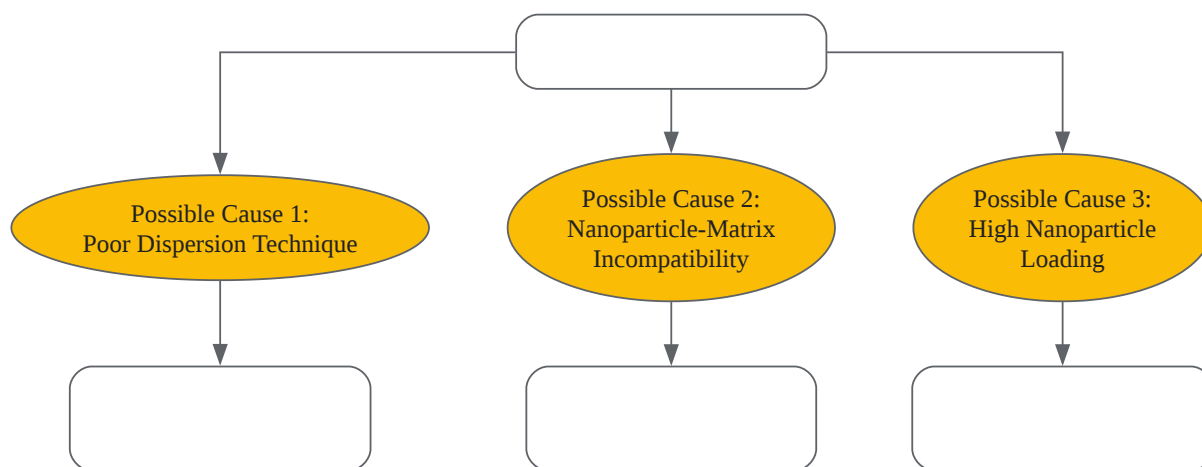 Possible Cause 1:
Poor Dispersion Technique
Possible Cause 2:
Nanoparticle-Matrix
Incompatibility
Possible Cause 3:
High Nanoparticle
Loading